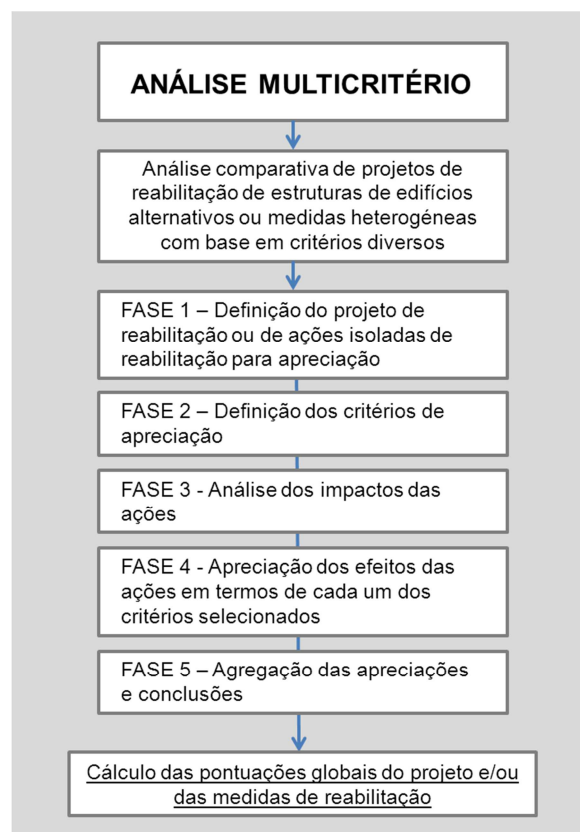 ANÁLISE MULTICRITÉRIO
Análise comparativa de projetos de
reabilitação de estruturas de edifícios
alternativos ou medidas heterogéneas
com base em critérios diversos
FASE 1 – Definição do projeto de
reabilitação ou de ações isoladas de
reabilitação para apreciação
FASE 2 – Definição dos critérios de
apreciação
FASE 3 - Análise dos impactos das
ações
FASE 4 - Apreciação dos efeitos das
ações em termos de cada um dos
critérios selecionados
FASE 5 – Agregação das apreciações
e conclusões
Cálculo das pontuações globais do projeto e/ou
das medidas de reabilitação